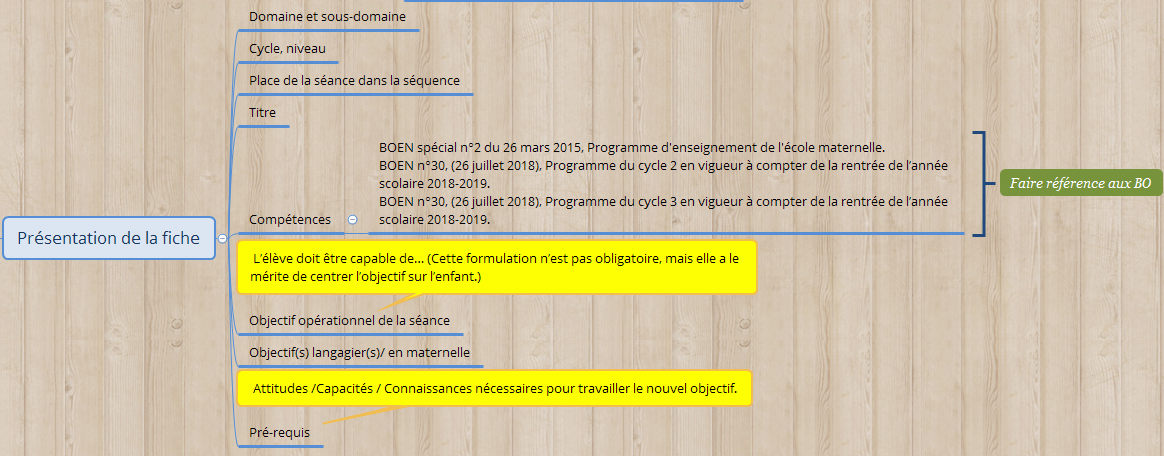 Domaine et sous-domaine
Cycle, niveau
Place de la séance dans la séquence
Titre
BOEN spécial n°2 du 26 mars 2015, Programme d'enseignement de l'école maternelle.
BOEN n°30, (26 juillet 2018), Programme du cycle 2 en vigueur à compter de la rentrée de l’année
scolaire 2018-2019.
BOEN n°30, (26 juillet 2018), Programme du cycle 3 en vigueur à compter de la rentrée de l’année
scolaire 2018-2019.
Faire référence aux BO
Compétences
Présentation de la fiche
L’élève doit être capable de… (Cette formulation n’est pas obligatoire, mais elle a le
mérite de centrer l’objectif sur l’enfant.)
Objectif opérationnel de la séance
Objectif(s) langagier(s)/ en maternelle
Attitudes /Capacités / Connaissances nécessaires pour travailler le nouvel objectif.
Pré-requis